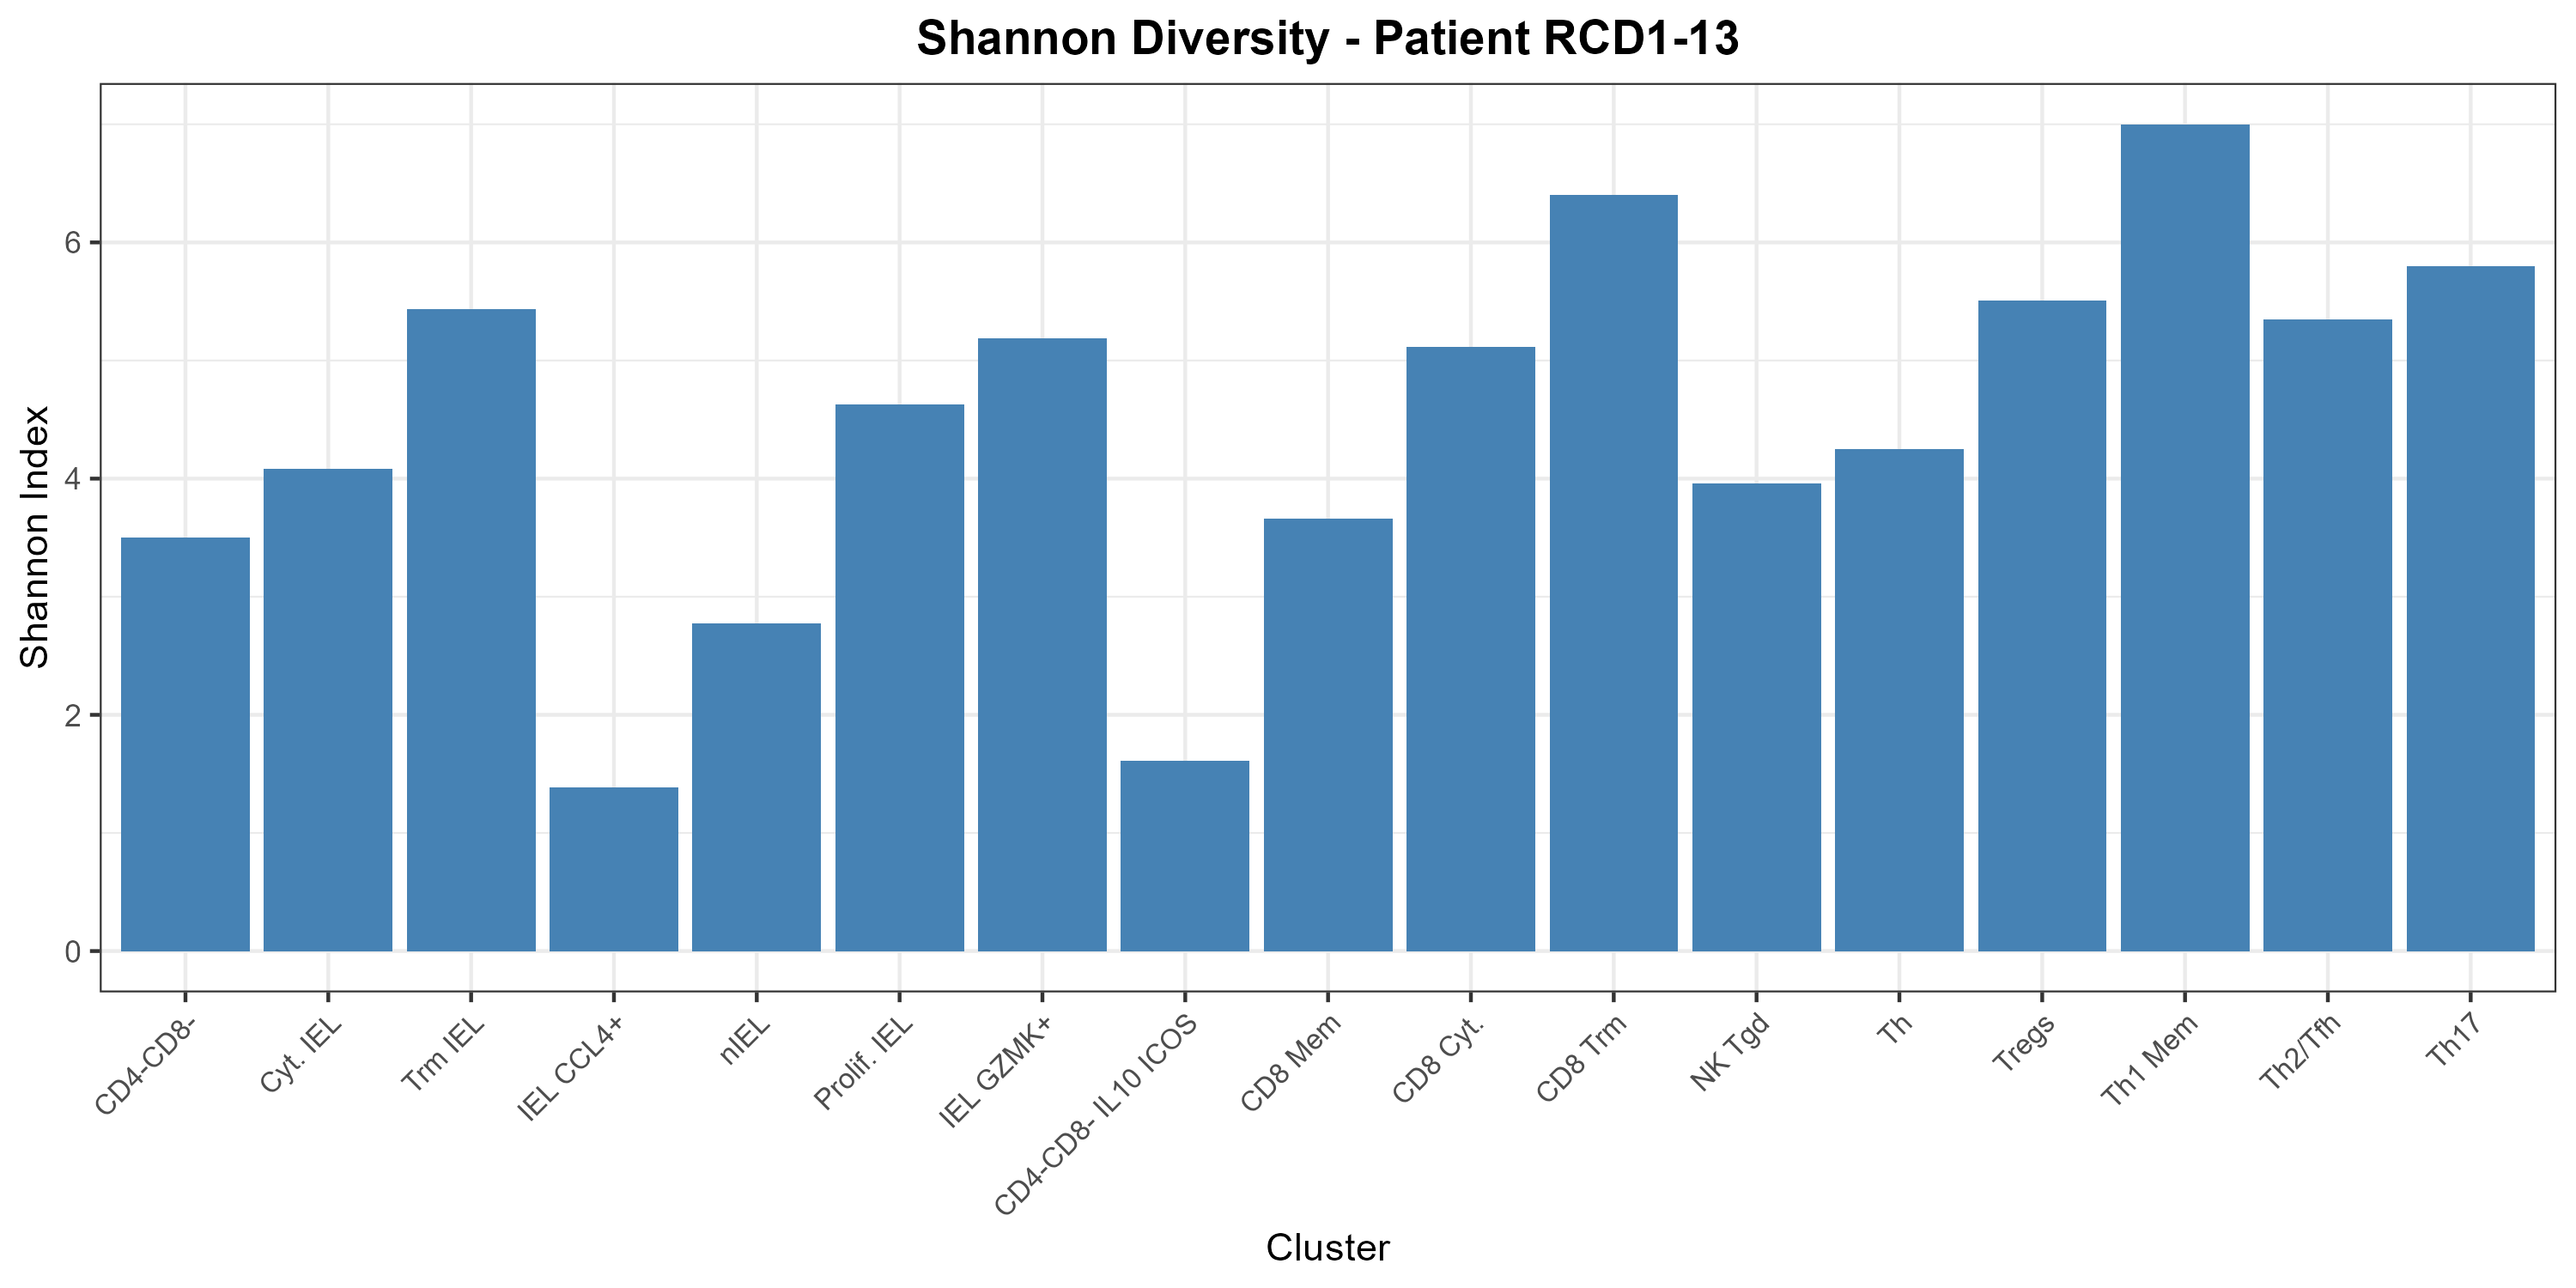 Shannon Diversity - Patient RCD1-13
Shannon Index
6
4
2
0
CD4-CD8-
Cyt. IEL
Trm IEL
IEL CCL4+
nIEL
Prolif. IEL
IEL GZMK+
CD4-CD8- IL10 ICOS
CD8 Mem
CD8 Cyt.
CD8 Trm
NK Tgd
Th
Tregs
Th1 Mem
Th2/Tfh
Th17
Cluster